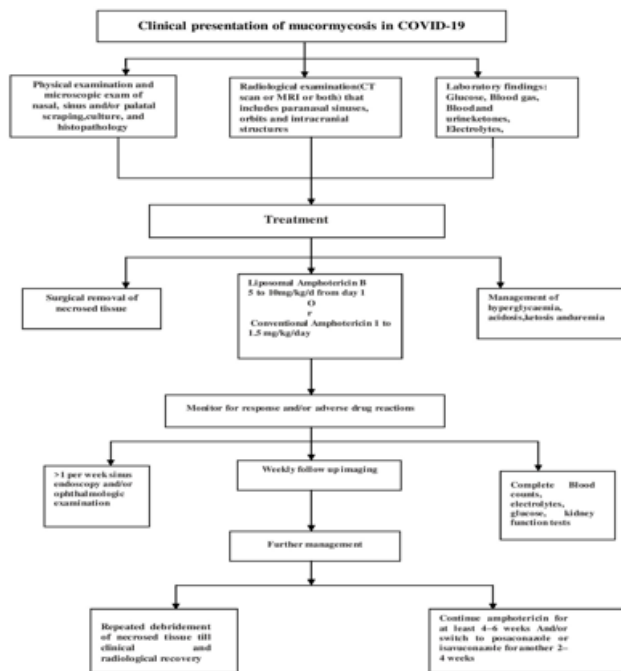 Clinical presentation of mucormycosis in COVID-19
Physical examination and
microscopic exam of
nasal, sinus and/or palatal
scraping,culture, and
histopathology
Radiological examination(CT
scan or MRI or both) that
includes paranasal sinuses,
orbits and intracranial
structures
Laboratory findings:
Glucose, Blood gas,
Bloodand
urineketones,
Electrolytes,
Treatment
Surgical removal of
necrosed tissue
Liposomal Amphotericin B
5 to 10mg/kg/d from day 1
O
r
Conventional Amphotericin 1 to
1.5 mg/kg/day
Management of
hyperglycaemia,
acidosis,ketosis anduremia
Monitor for response and/or adverse drug reactions
>1 per week sinus
endoscopy and/or
ophthalmologic
examination
Weekly follow up imaging
Complete Blood
counts,
electrolytes,
glucose, kidney
function tests
Further management
Repeated debridement
of necrosed tissue till
clinical and
radiological recovery
Continue amphotericin for
at least 4–6 weeks And/or
switch to posaconazole or
isavuconazole foranother 2–
4 weeks